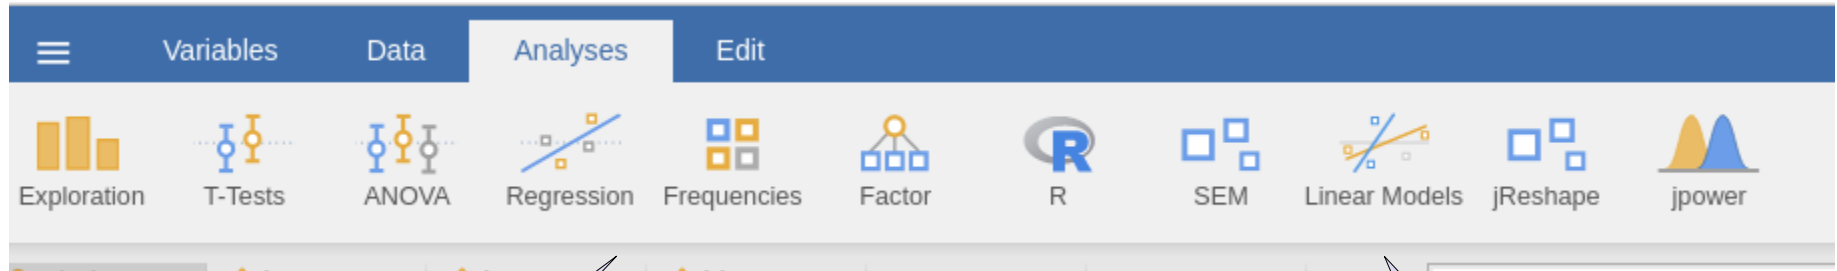 Variables Data Analyses Edit
Exploration T-Tests ANOVA Regression Frequencies Factor R SEM Linear Models jReshape jpower